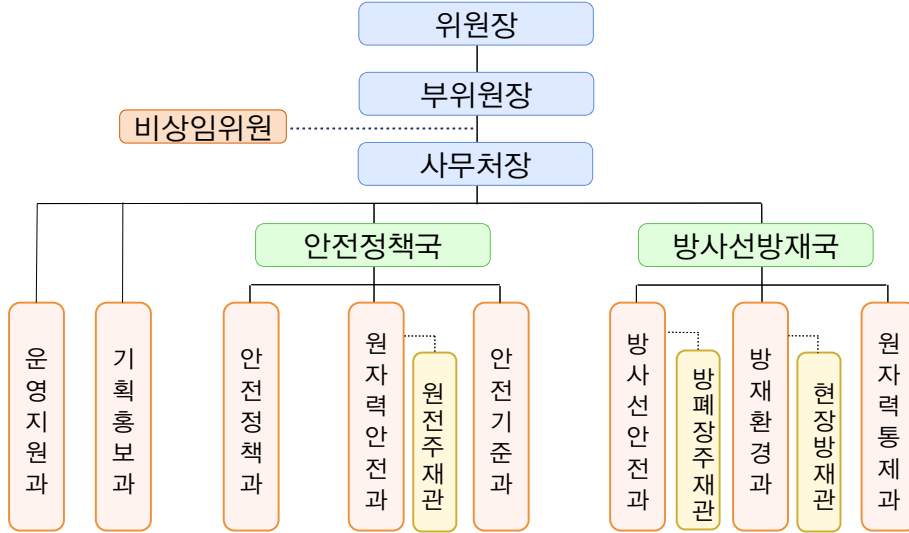 위원장
부위원장
비상임위원
사무처장
안전정책국
방사선방재국
운영지원과
기획홍보과
안전정책과
원자력안전과
원전주재관
안전기준과
방사선안전과
방폐장주재관
방재환경과
현장방재관
원자력통제과